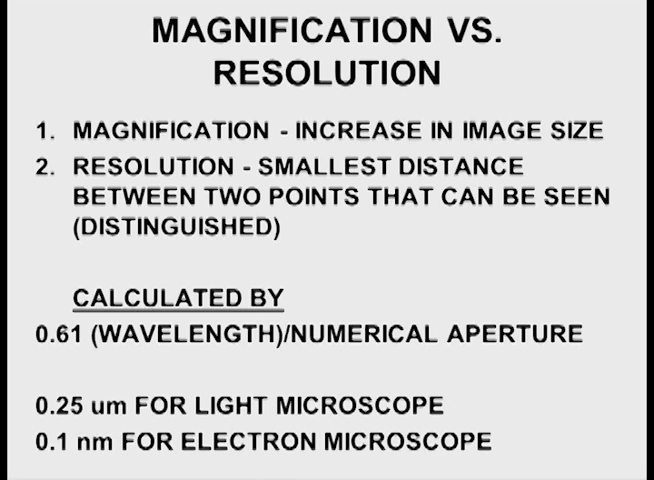 MAGNIFICATION VS.
RESOLUTION
1. MAGNIFICATION - INCREASE IN IMAGE SIZE
2. RESOLUTION - SMALLEST DISTANCE
BETWEEN TWO POINTS THAT CAN BE SEEN
(DISTINGUISHED)
CALCULATED BY
0.61 (WAVELENGTH)/NUMERICAL APERTURE
0.25 um FOR LIGHT MICROSCOPE
0.1 nm FOR ELECTRON MICROSCOPE